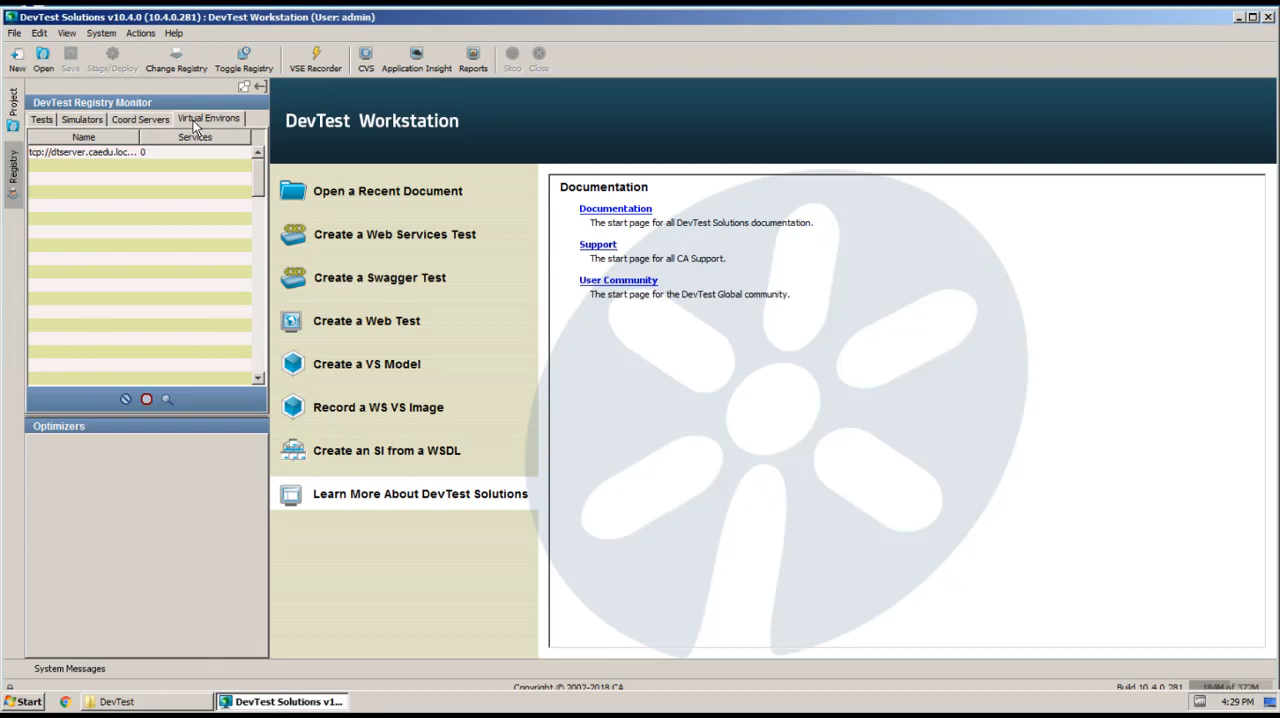 DevTest Solutions v10.4.0 (10.4.0.281) : DevTest Workstation (User: admin)
File Edit View System Actions Help
New Open Save Stage/Deploy Change Registry Toggle Registry VSE Recorder CVS Application Insight Reports Stop Close
Project
Registry
DevTest Registry Monitor
Tests Simulators Coord Servers Virtual Environs
Name Services
tcp://dtserver.caedu.loc... 0
Optimizers
DevTest Workstation
Open a Recent Document
Create a Web Services Test
Create a Swagger Test
Create a Web Test
Create a VS Model
Record a WS VS Image
Create an SI from a WSDL
Learn More About DevTest Solutions
Documentation
Documentation
The start page for all DevTest Solutions documentation.
Support
The start page for all CA Support.
User Community
The start page for the DevTest Global community.
System Messages
Copyright © 2002-2018 CA
Build 10.4.0.281
184M of 372M
Start DevTest DevTest Solutions v1... 4:29 PM